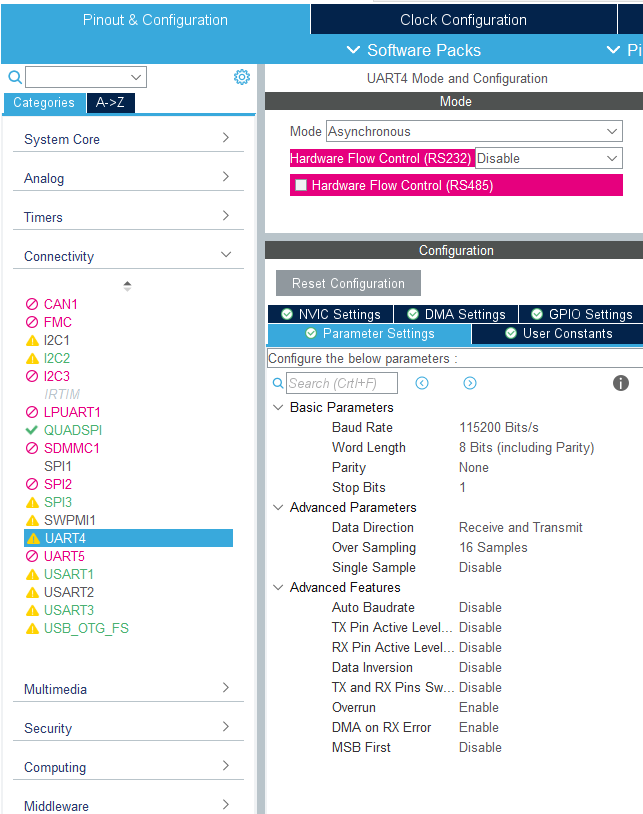 Pinout & Configuration
Clock Configuration
Software Packs
Pi
Categories
A->Z
System Core
Analog
Timers
Connectivity
CAN1
FMC
I2C1
I2C2
I2C3
IRTIM
LPUART1
QUADSPI
SDMMC1
SPI1
SPI2
SPI3
SWPMI1
UART4
UART5
USART1
USART2
USART3
USB_OTG_FS
Multimedia
Security
Computing
Middleware
UART4 Mode and Configuration
Mode
Mode Asynchronous
Hardware Flow Control (RS232) Disable
Hardware Flow Control (RS485)
Configuration
Reset Configuration
NVIC Settings
DMA Settings
GPIO Settings
Parameter Settings
User Constants
Configure the below parameters :
Search (Crtl+F)
Basic Parameters
Baud Rate 115200 Bits/s
Word Length 8 Bits (including Parity)
Parity None
Stop Bits 1
Advanced Parameters
Data Direction Receive and Transmit
Over Sampling 16 Samples
Single Sample Disable
Advanced Features
Auto Baudrate Disable
TX Pin Active Level... Disable
RX Pin Active Level... Disable
Data Inversion Disable
TX and RX Pins Sw... Disable
Overrun Enable
DMA on RX Error Enable
MSB First Disable